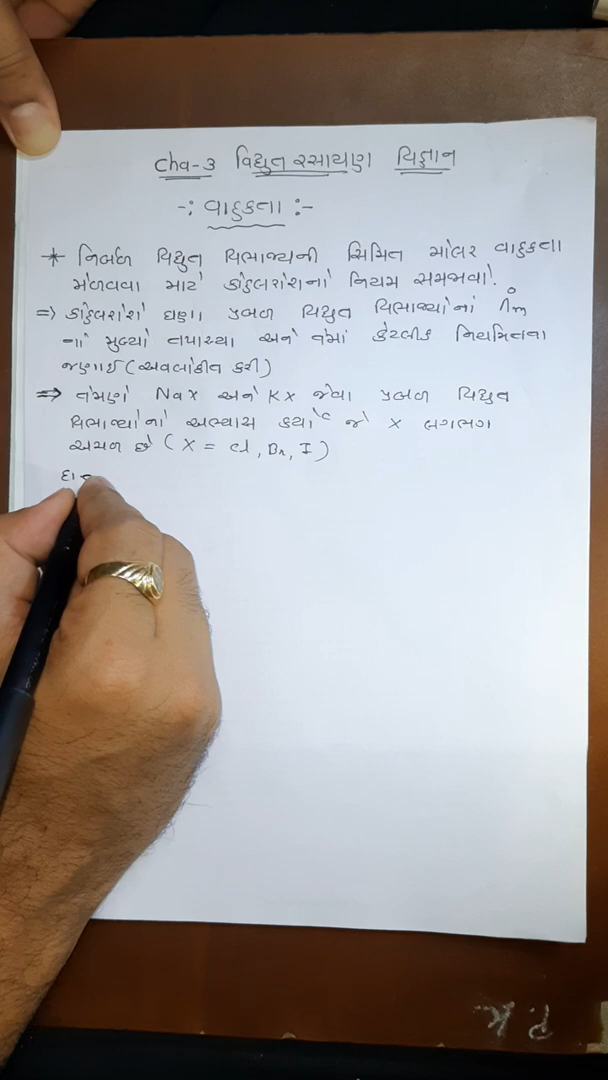 Cha-3 વિદ્યુત રસાયણ વિજ્ઞાન
-: વાહકતા :-
* નિર્બળ વિદ્યુત વિભાજ્યની સિમિત મોલર વાહકતા
મેળવવા માટે કોહલરોશનો નિયમ સમજાવો.
⇒ કોહલરોશે ઘણા પ્રબળ વિદ્યુત વિભાજ્યોનાં Λ°m
નાં મુલ્યો તપાસ્યા અને તેમાં કેટલીક નિયમિતતા
જણાઈ (અવલોકીત કરી)
⇒ તેમણે NaX અને KX જેવા પ્રબળ વિદ્યુત
વિભાજ્યોનો અભ્યાસ કર્યો કે જે X લગભગ
અચળ છે ( X = Cl, Br, I )
P.K.